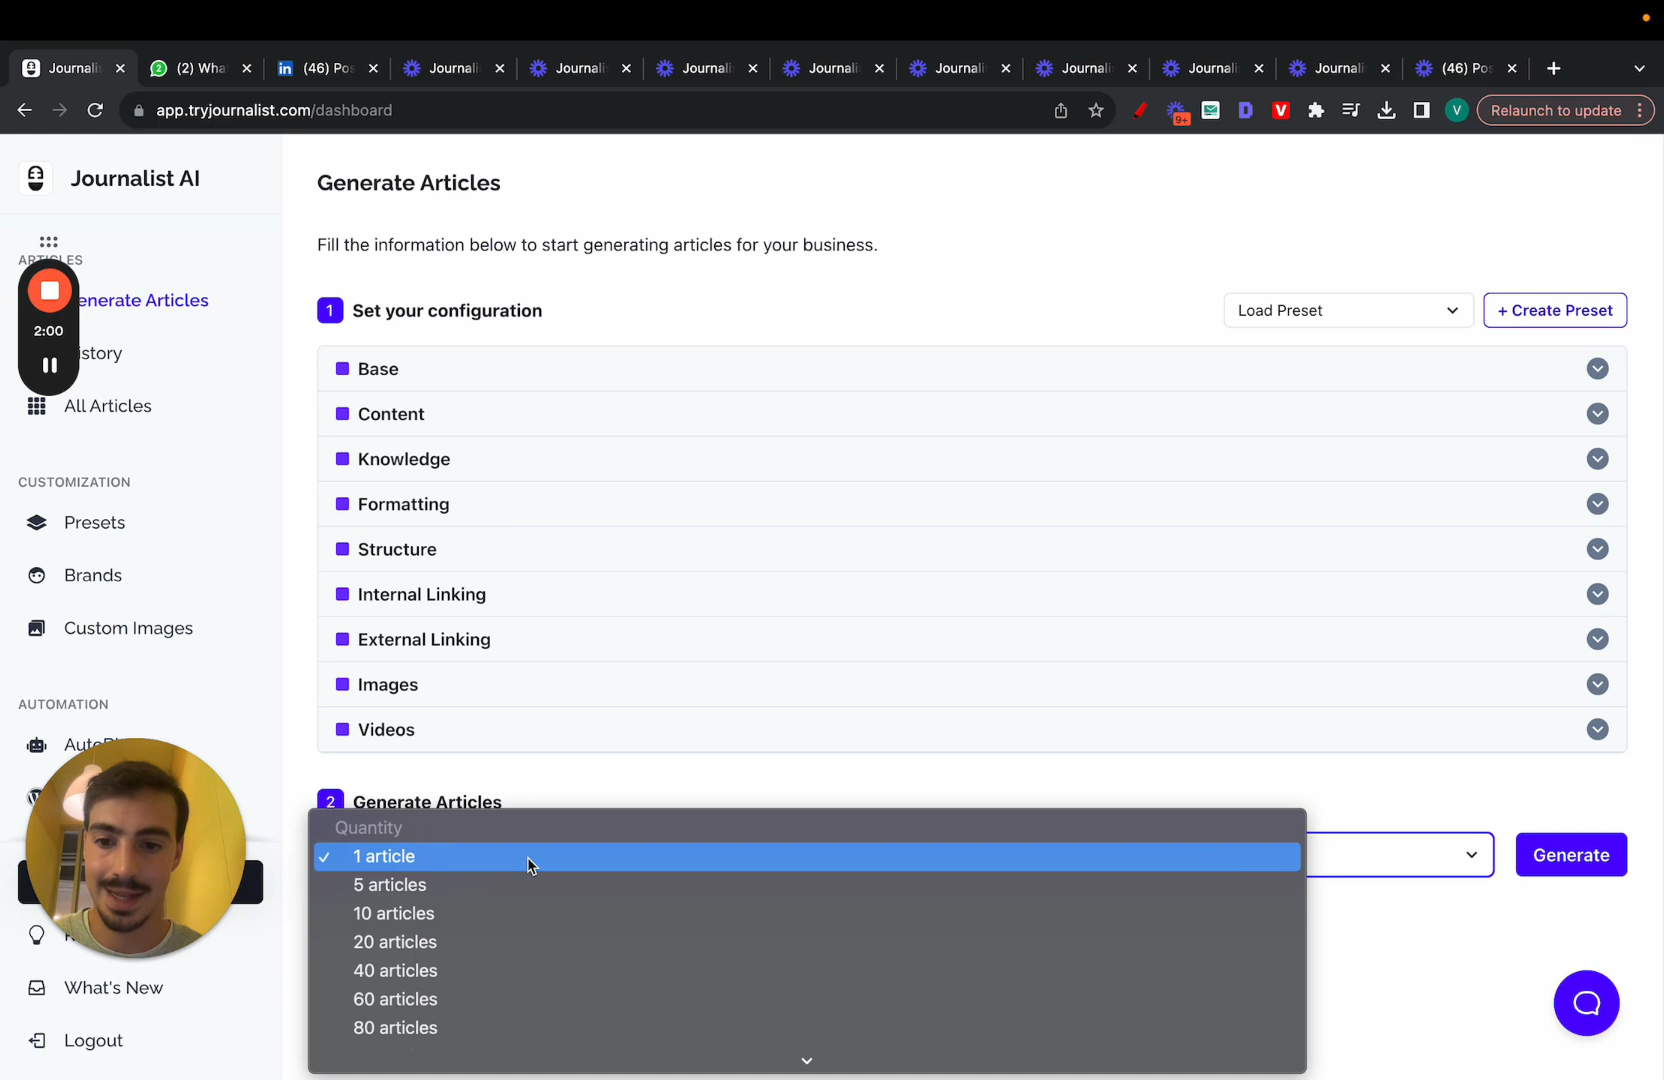 Journali
(2) Wha
(46) Pos
Journali
Journali
Journali
Journali
Journali
Journali
Journali
Journali
(46) Pos
app.tryjournalist.com/dashboard
9+
V
V
Relaunch to update
Journalist AI
ARTICLES
enerate Articles
2:00
istory
All Articles
CUSTOMIZATION
Presets
Brands
Custom Images
AUTOMATION
What's New
Logout
Generate Articles
Fill the information below to start generating articles for your business.
1 Set your configuration
Load Preset
+ Create Preset
Base
Content
Knowledge
Formatting
Structure
Internal Linking
External Linking
Images
Videos
2 Generate Articles
Quantity
✓ 1 article
5 articles
10 articles
20 articles
40 articles
60 articles
80 articles
Generate